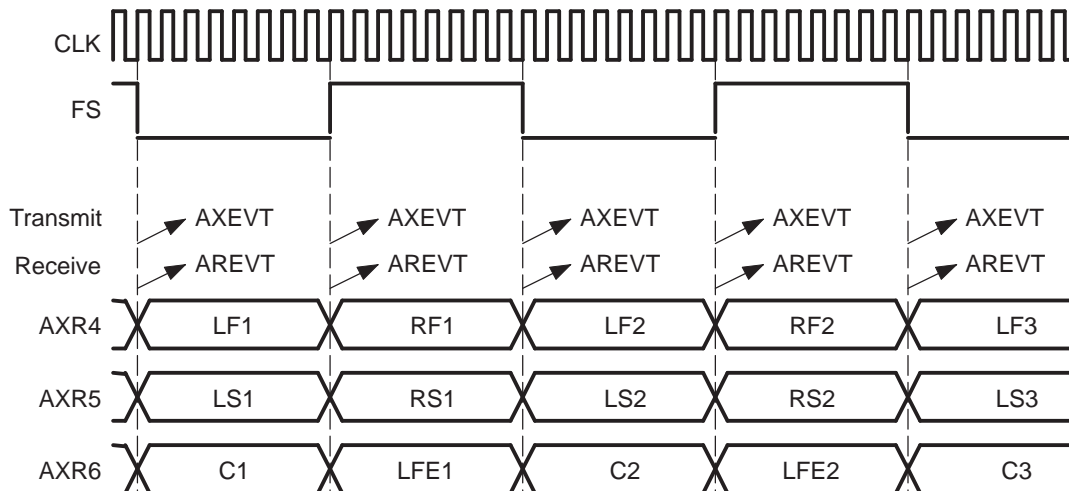 CLK
FS
Transmit AXEVT AXEVT AXEVT AXEVT AXEVT
Receive AREVT AREVT AREVT AREVT AREVT
AXR4 LF1 RF1 LF2 RF2 LF3
AXR5 LS1 RS1 LS2 RS2 LS3
AXR6 C1 LFE1 C2 LFE2 C3